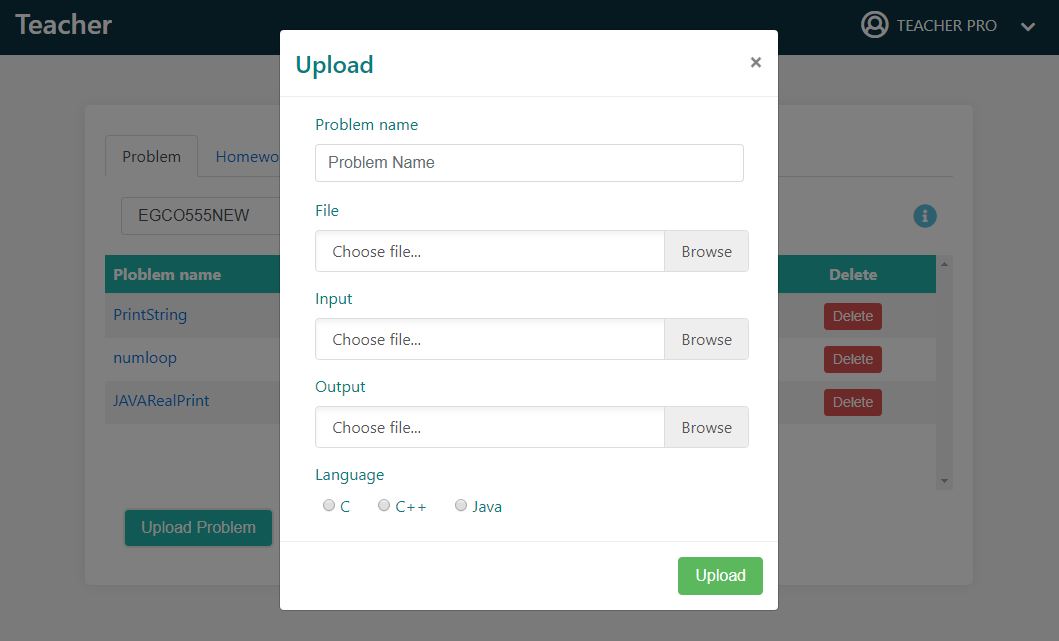 Teacher
TEACHER PRO
Upload
×
Problem name
Problem Name
File
Choose file...
Browse
Input
Choose file...
Browse
Output
Choose file...
Browse
Language
C
C++
Java
Upload
Problem
Homewo
EGCO555NEW
i
Ploblem name
Delete
PrintString
Delete
numloop
Delete
JAVARealPrint
Delete
Upload Problem